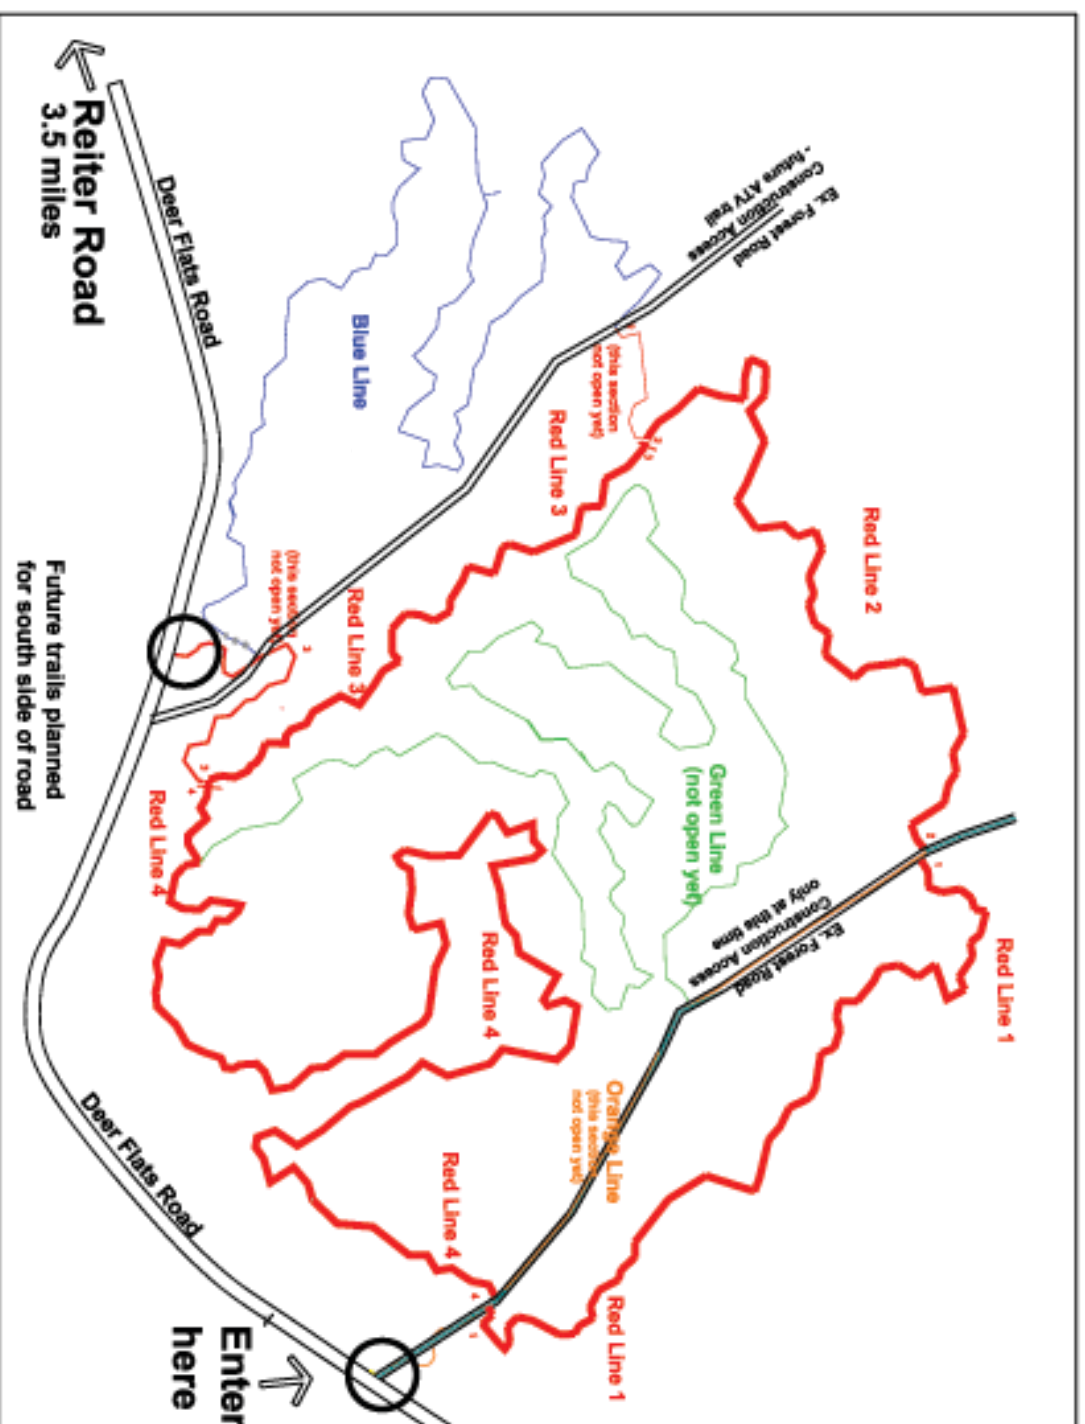 Reiter Road
3.5 miles
Deer Flats Road
Blue Line
Ex. Forest Road
Construction Access
- future ATV trail
(this section
not open yet)
Red Line 3
Red Line 2
(this section
not open yet)
Red Line 3
Future trails planned
for south side of road
Red Line 4
Green Line
(not open yet)
Ex. Forest Road
Construction Access
only at this time
Red Line 1
Red Line 4
Orange Line
(this section
not open yet)
Deer Flats Road
Red Line 4
Red Line 1
Enter
here